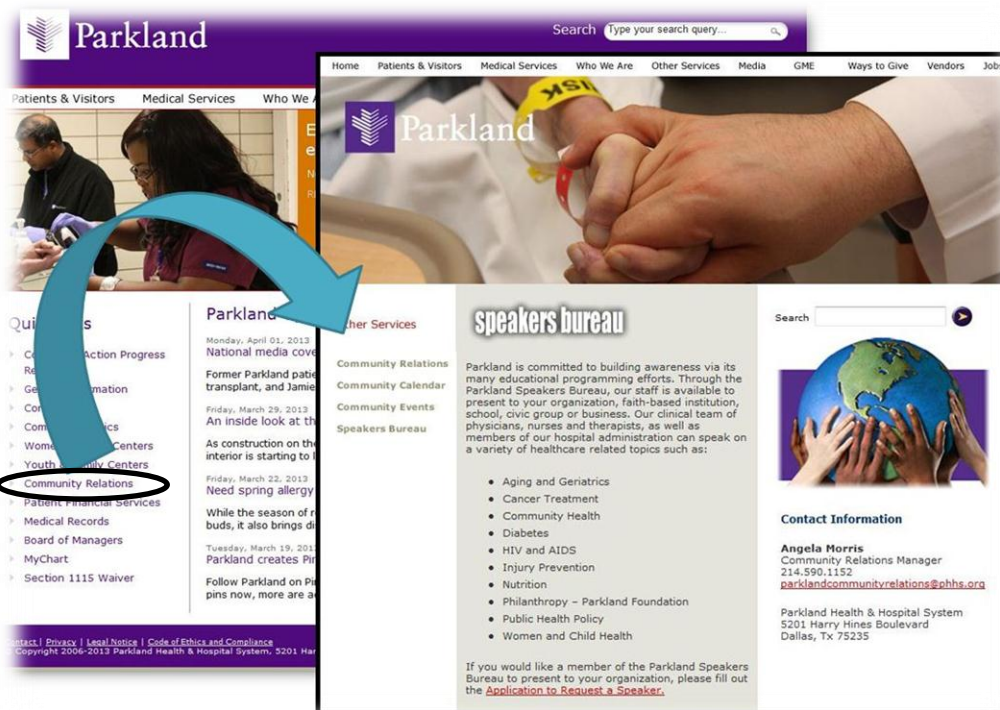 Parkland
Search Type your search query...
Patients & Visitors Medical Services Who We
Parkland
Monday, April 01, 2013
National media cove
Former Parkland patie
transplant, and Jamie
Friday, March 29, 2013
An inside look at th
As construction on the
interior is starting to l
Friday, March 22, 2013
Need spring allergy
While the season of r
buds, it also brings di
Tuesday, March 19, 201
Parkland creates Pin
Follow Parkland on Pin
pins now, more are a
Action Progress
Youth Family Centers
Community Relations
Patient Financial Services
Medical Records
Board of Managers
MyChart
Section 1115 Waiver
Contact | Privacy | Legal Notice | Code of Ethics and Compliance
Copyright 2006-2013 Parkland Health & Hospital System, 5201 Har
Home Patients & Visitors Medical Services Who We Are Other Services Media GME Ways to Give Vendors Jobs
RISK
Parkland
Other Services
Community Relations
Community Calendar
Community Events
Speakers Bureau
speakers bureau
Parkland is committed to building awareness via its
many educational programming efforts. Through the
Parkland Speakers Bureau, our staff is available to
present to your organization, faith-based institution,
school, civic group or business. Our clinical team of
physicians, nurses and therapists, as well as
members of our hospital administration can speak on
a variety of healthcare related topics such as:
• Aging and Geriatrics
• Cancer Treatment
• Community Health
• Diabetes
• HIV and AIDS
• Injury Prevention
• Nutrition
• Philanthropy – Parkland Foundation
• Public Health Policy
• Women and Child Health
If you would like a member of the Parkland Speakers
Bureau to present to your organization, please fill out
the Application to Request a Speaker.
Search
Contact Information
Angela Morris
Community Relations Manager
214.590.1152
parklandcommunityrelations@phhs.org
Parkland Health & Hospital System
5201 Harry Hines Boulevard
Dallas, Tx 75235